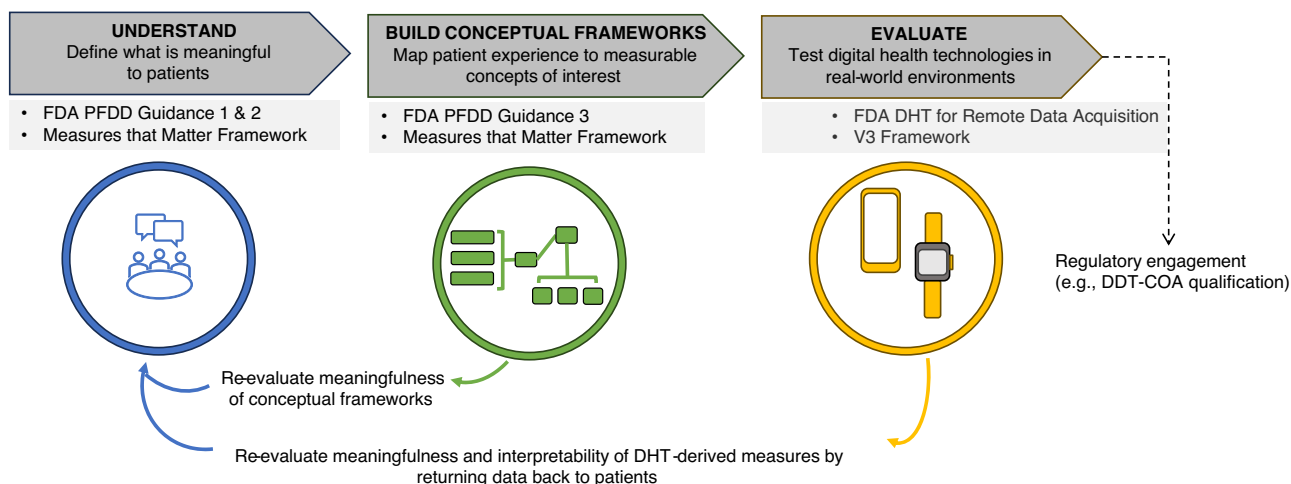 UNDERSTAND
Define what is meaningful
to patients
• FDA PFDD Guidance 1 & 2
• Measures that Matter Framework
BUILD CONCEPTUAL FRAMEWORKS
Map patient experience to measurable
concepts of interest
• FDA PFDD Guidance 3
• Measures that Matter Framework
EVALUATE
Test digital health technologies in
real-world environments
• FDA DHT for Remote Data Acquisition
• V3 Framework
Regulatory engagement
(e.g., DDT-COA qualification)
Re-evaluate meaningfulness
of conceptual frameworks
Re-evaluate meaningfulness and interpretability of DHT-derived measures by
returning data back to patients